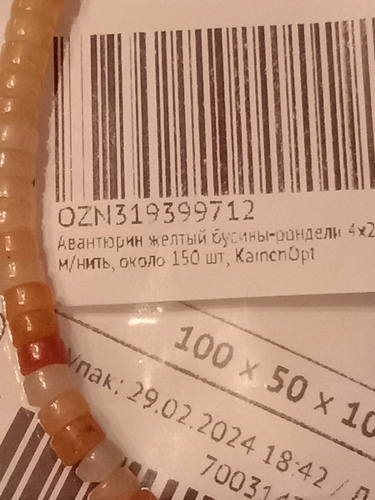 OZN319399712
Авантюрин желтый бусины-рондели 4x2
м/нить, около 150 шт, KamenOpt
100 x 50 x 10
Упак: 29.02.2024 18:42 /
70031